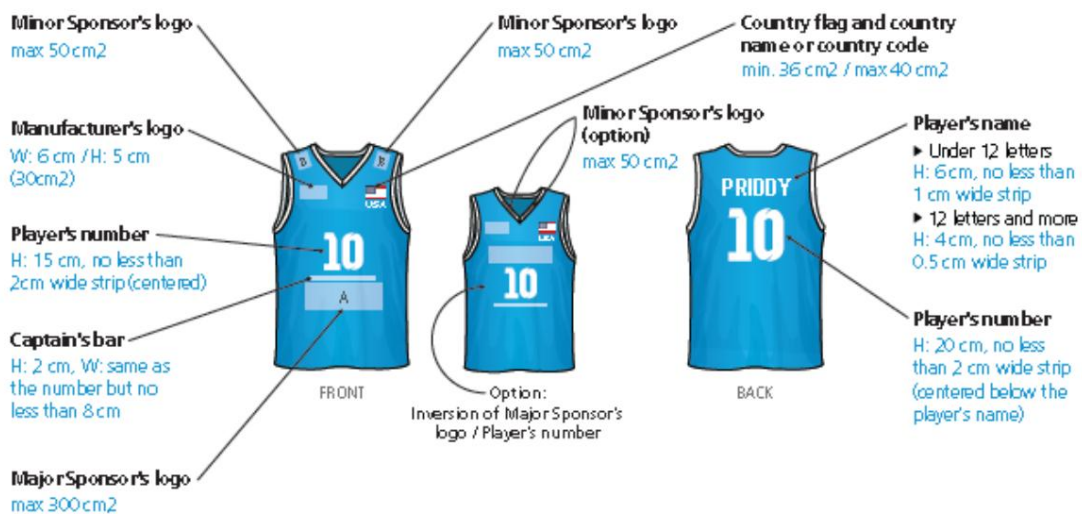 Minor Sponsor's logo
max 50 cm2
Minor Sponsor's logo
max 50 cm2
Country flag and country
name or country code
min. 36 cm2 / max 40 cm2
Manufacturer's logo
W: 6 cm / H: 5 cm
(30cm2)
Minor Sponsor's logo
(option)
max 50 cm2
Player's name
▸ Under 12 letters
H: 6 cm, no less than
1 cm wide strip
▸ 12 letters and more
H: 4 cm, no less than
0.5 cm wide strip
Player's number
H: 15 cm, no less than
2cm wide strip (centered)
Captain's bar
H: 2 cm, W: same as
the number but no
less than 8 cm
Major Sponsor's logo
max 300 cm2
B
USA
10
A
FRONT
USA
10
Option:
Inversion of Major Sponsor's
logo / Player's number
PRIDDY
10
BACK
Player's number
H: 20 cm, no less
than 2 cm wide strip
(centered below the
player's name)